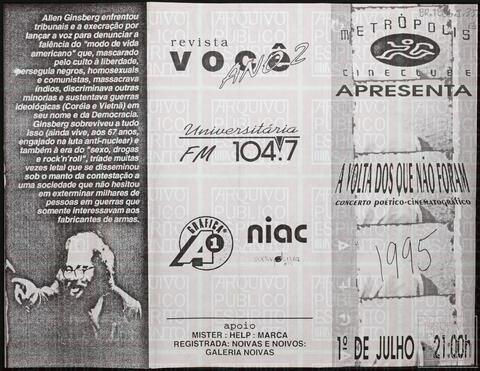 Allen Ginsberg enfrentou
tribunais e a execração por
lançar a voz para denunciar a
falência do "modo de vida
americano" que, mascarado
pelo culto à liberdade,
perseguia negros, homosexuais
e comunistas, massacrava
índios, discriminava outras
minorias e sustentava guerras
ideológicas (Coréia e Vietnã) em
seu nome e da Democracia.
Ginsberg sobreviveu a tudo
isso (ainda vive, aos 67 anos,
engajado na luta anti-nuclear) e
também à era do "sexo, drogas
e rock'n'roll", tríade muitas
vezes letal que se disseminou
sob o manto da contestação a
uma sociedade que não hesitou
em exterminar milhares de
pessoas em guerras que
somente interessavam aos
fabricantes de armas.
revista
VOCÊ
ANO 2
Universitária
FM 104.7
GRÁFICA
A1
niac
apoio
MISTER : HELP : MARCA
REGISTRADA: NOIVAS E NOIVOS:
GALERIA NOIVAS
METRÓPOLIS
CINECLUBE
APRESENTA
A VOLTA DOS QUE NÃO FORAM
CONCERTO POÉTICO-CINEMATOGRÁFICO
1995
1º DE JULHO - 21:00h
ARQUIVO
PÚBLICO